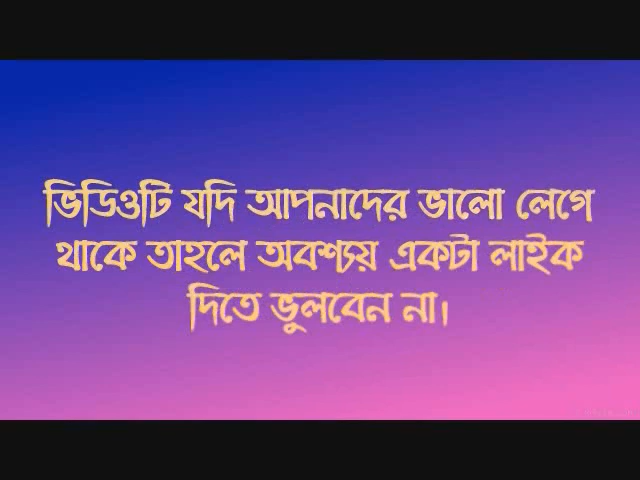 ভিডিওটি যদি আপনাদের ভালো লেগে
থাকে তাহলে অবশ্যয় একটা লাইক
দিতে ভুলবেন না।